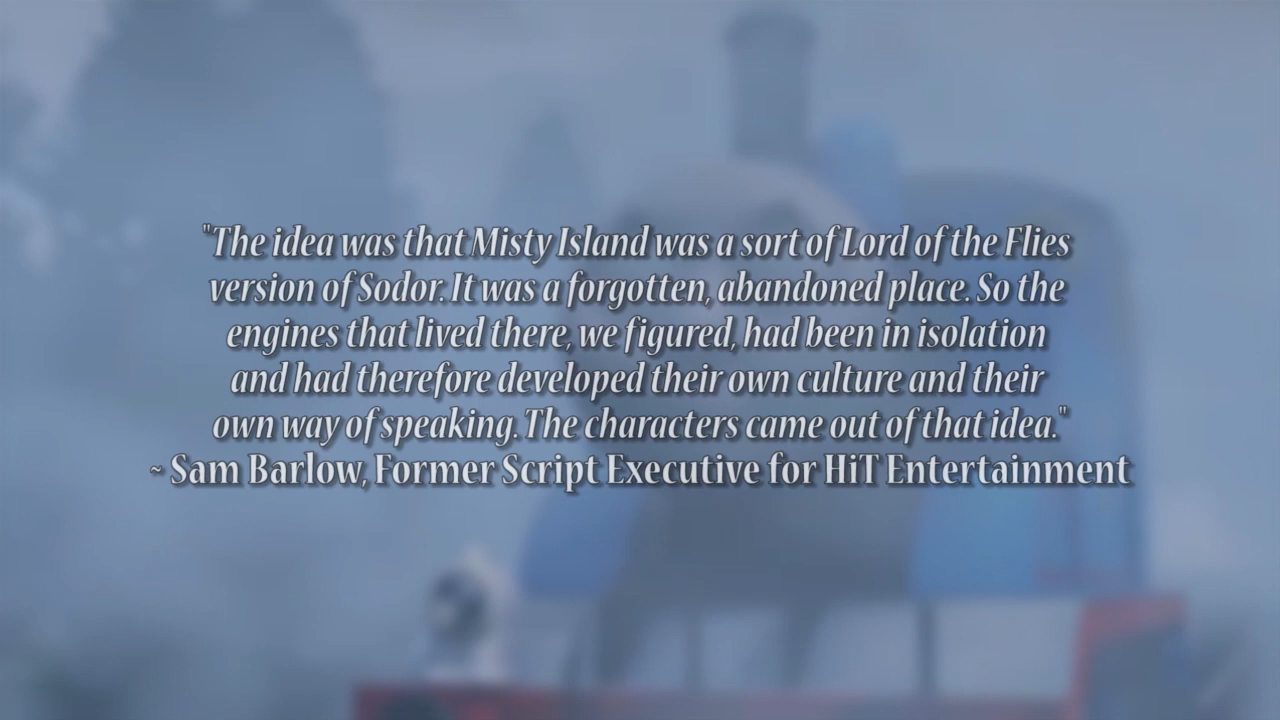 "The idea was that Misty Island was a sort of Lord of the Flies
version of Sodor. It was a forgotten, abandoned place. So the
engines that lived there, we figured, had been in isolation
and had therefore developed their own culture and their
own way of speaking. The characters came out of that idea."
~ Sam Barlow, Former Script Executive for HiT Entertainment